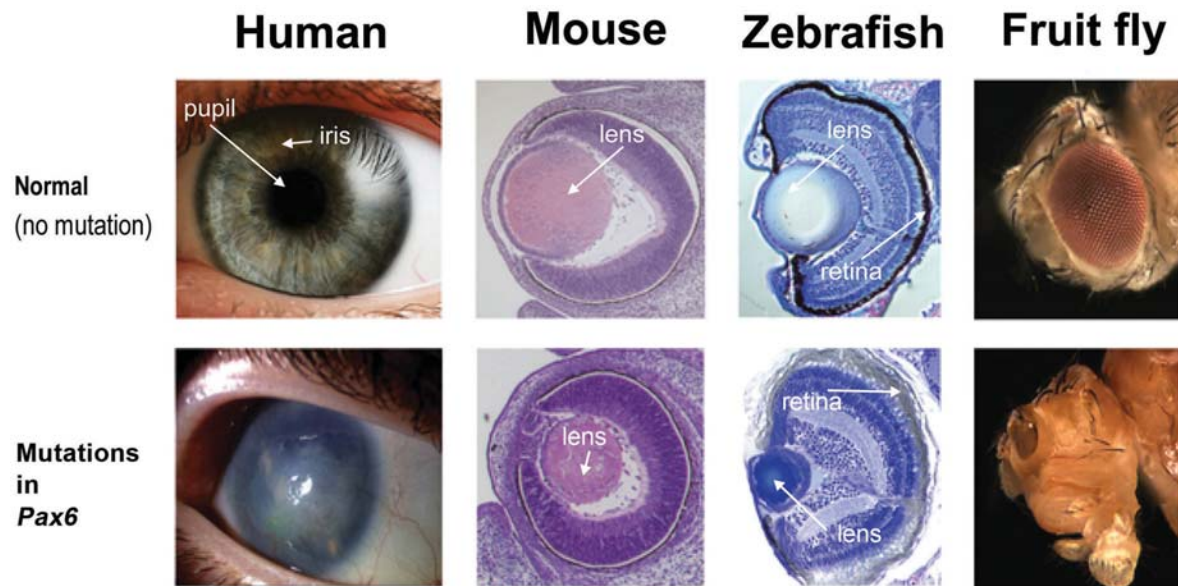 Human Mouse Zebrafish Fruit fly
Normal
(no mutation)
pupil
iris
lens
lens
retina
Mutations
in
Pax6
lens
retina
lens